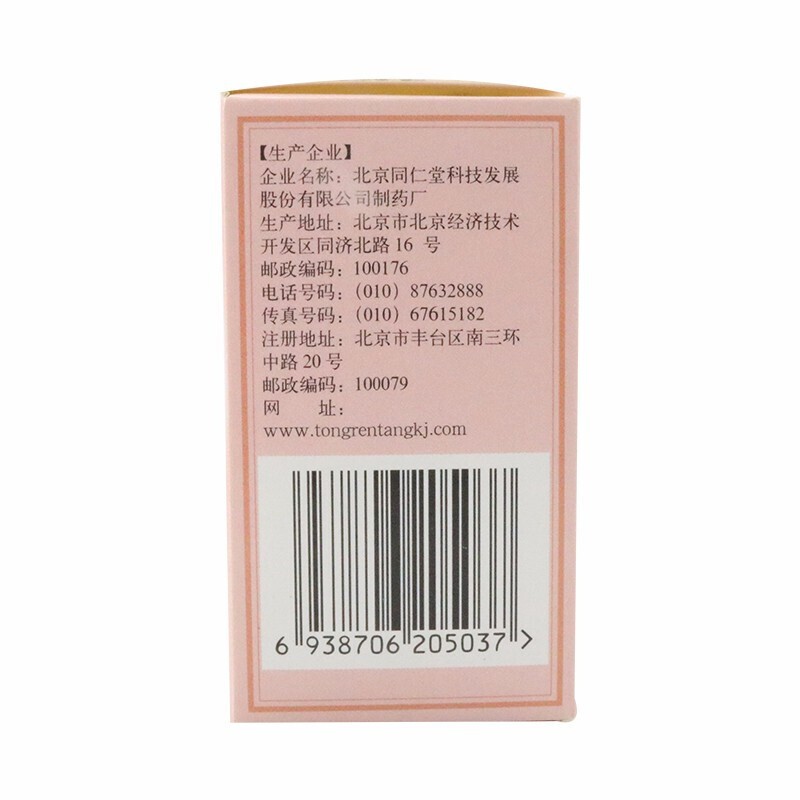 【生产企业】
企业名称：北京同仁堂科技发展
股份有限公司制药厂
生产地址：北京市北京经济技术
开发区同济北路16 号
邮政编码：100176
电话号码：（010）87632888
传真号码：（010）67615182
注册地址：北京市丰台区南三环
中路 20 号
邮政编码：100079
网　　址：
www.tongrentangkj.com
6 938706 205037 >